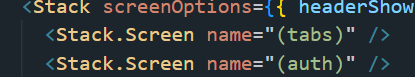 <Stack screenOptions={{ headerShow
<Stack.Screen name="(tabs)" />
<Stack.Screen name="(auth)" />